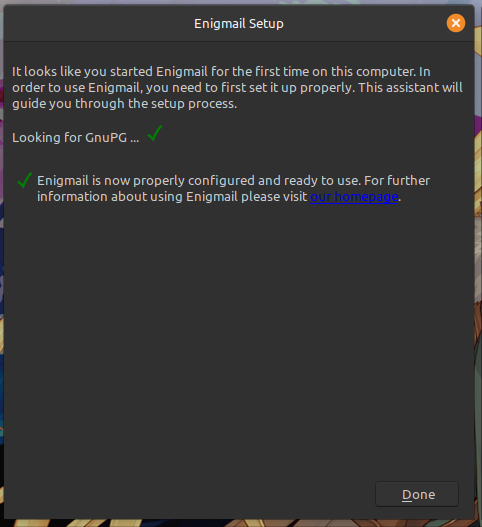 Enigmail Setup
It looks like you started Enigmail for the first time on this computer. In
order to use Enigmail, you need to first set it up properly. This assistant will
guide you through the setup process.
Looking for GnuPG ...
Enigmail is now properly configured and ready to use. For further
information about using Enigmail please visit our homepage.
Done